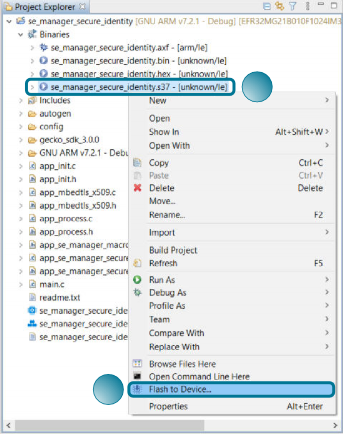 Project Explorer
se_manager_secure_identity [GNU ARM v7.2.1 - Debug] [EFR32MG21B010F1024IM3
Binaries
se_manager_secure_identity.axf - [arm/le]
se_manager_secure_identity.bin - [unknown/le]
se_manager_secure_identity.hex - [unknown/le]
se_manager_secure_identity.s37 - [unknown/le]
Includes
autogen
config
gecko_sdk_3.0.0
GNU ARM v7.2.1 - Debu
app_init.c
app_init.h
app_mbedtls_x509.c
app_mbedtls_x509.h
app_process.c
app_process.h
app_se_manager_macro
app_se_manager_secur
app_se_manager_secur
main.c
readme.txt
se_manager_secure_ide
se_manager_secure_ide
se_manager_secure_ide
New
Open
Show In Alt+Shift+W
Open With
Copy Ctrl+C
Paste Ctrl+V
Delete Delete
Move...
Rename... F2
Import
Build Project
Refresh F5
Run As
Debug As
Profile As
Team
Compare With
Replace With
Browse Files Here
Open Command Line Here
Flash to Device...
Properties Alt+Enter